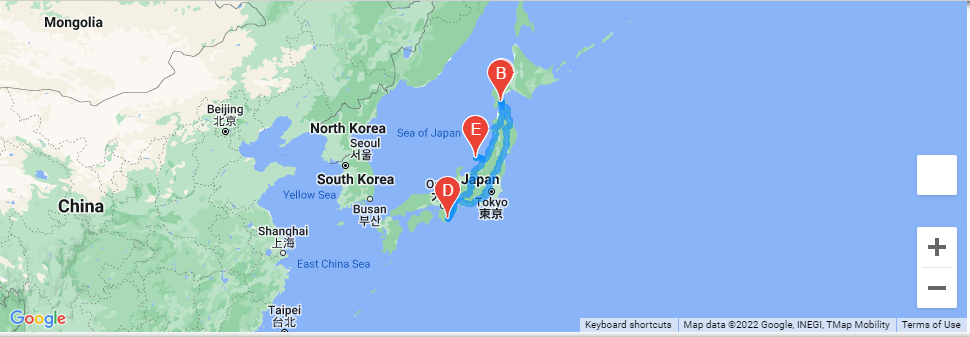 Mongolia
B
Beijing
北京
E
North Korea
Sea of Japan
Seoul
서울
South Korea
Japan
D
Yellow Sea
Tokyo
東京
China
Busan
부산
Shanghai
上海
East China Sea
Taipei
台北
Google
Keyboard shortcuts
Map data ©2022 Google, INEGI, TMap Mobility
Terms of Use